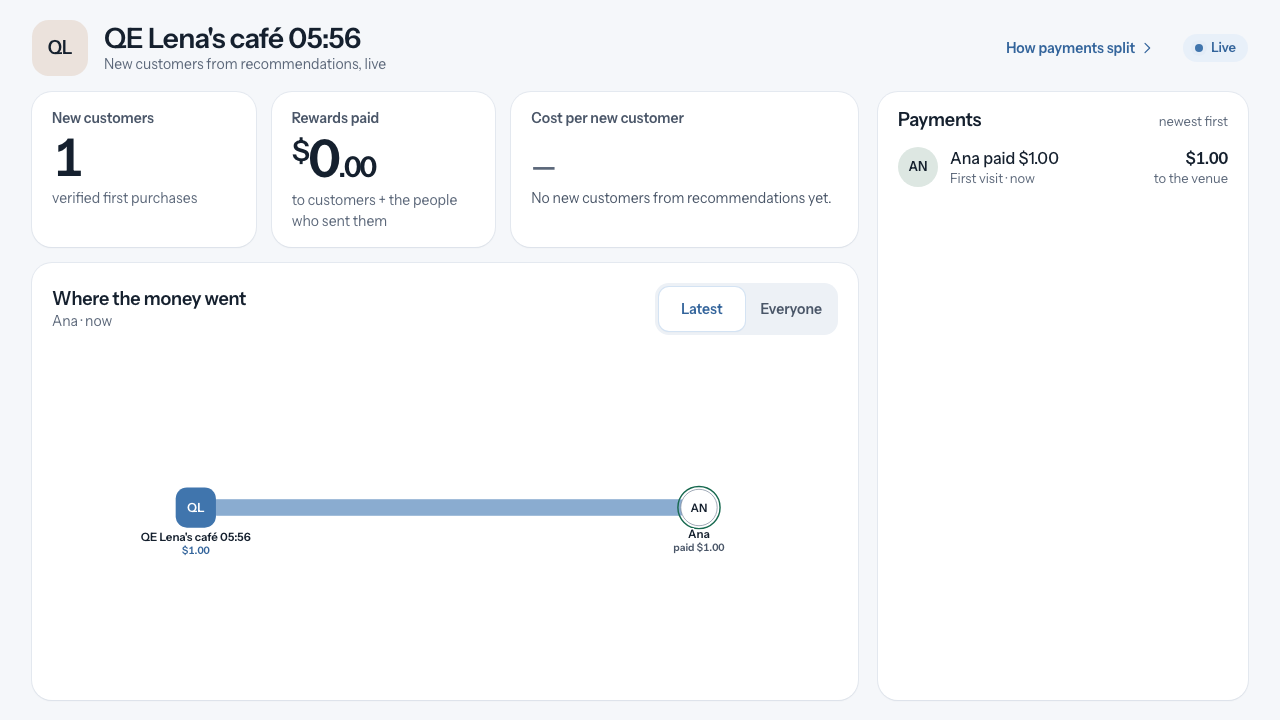 QL
QE Lena's café 05:56
New customers from recommendations, live
How payments split
Live
New customers
1
verified first purchases
Rewards paid
$0.00
to customers + the people
who sent them
Cost per new customer
—
No new customers from recommendations yet.
Where the money went
Ana · now
Latest
Everyone
QL
QE Lena's café 05:56
$1.00
AN
Ana
paid $1.00
Payments
newest first
AN
Ana paid $1.00
$1.00
First visit · now
to the venue